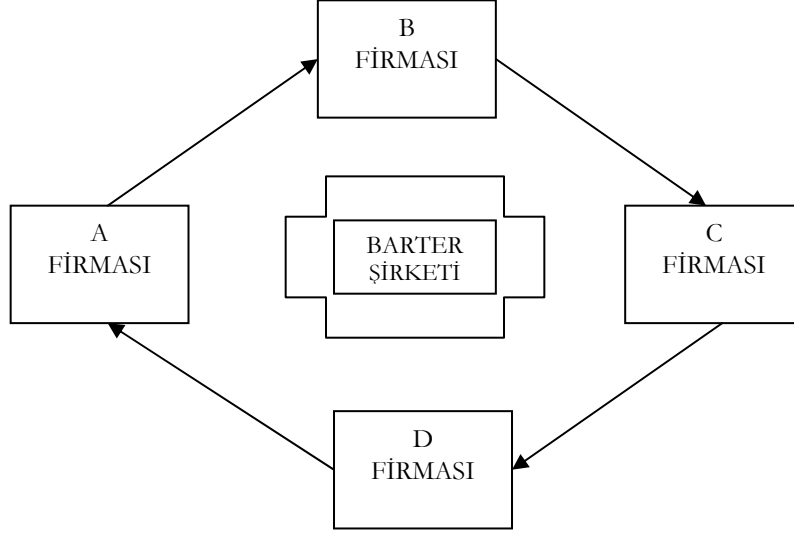 B
FİRMASI
A
FİRMASI
BARTER
ŞİRKETİ
C
FİRMASI
D
FİRMASI